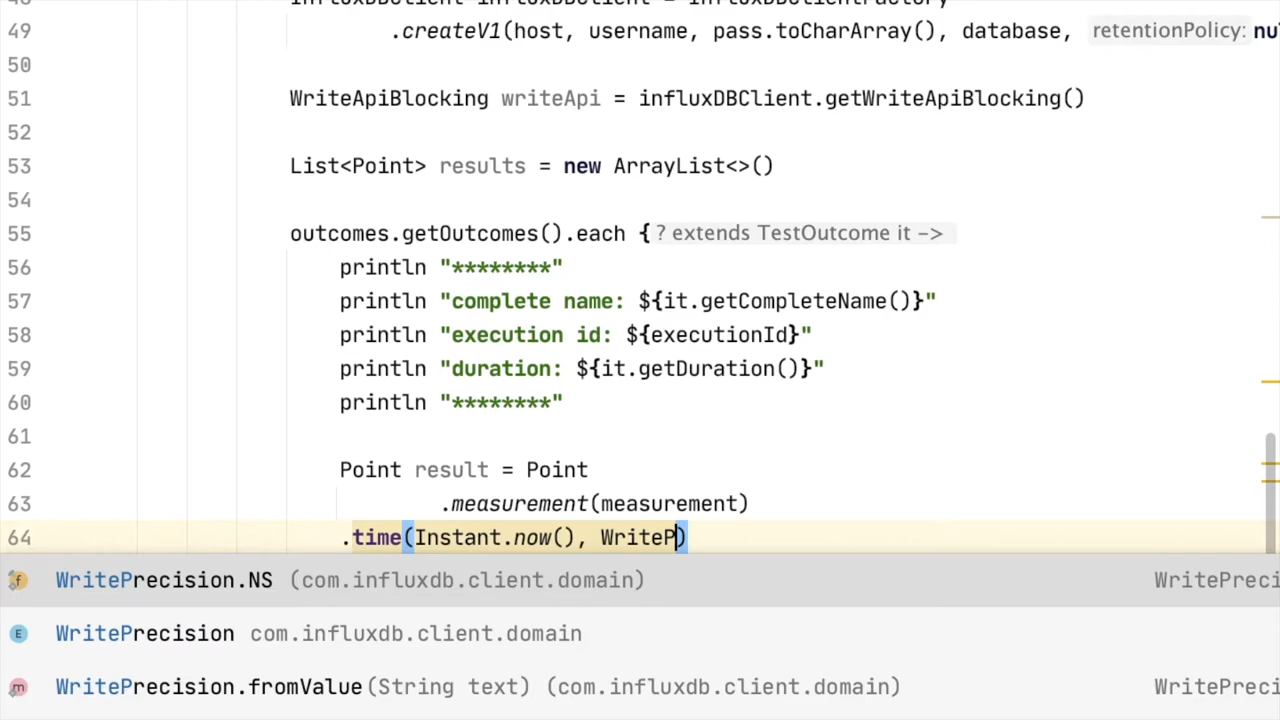 48 InfluxDBClient influxDBClient = InfluxDBClientFactory
49 .createV1(host, username, pass.toCharArray(), database, retentionPolicy: nu
50
51 WriteApiBlocking writeApi = influxDBClient.getWriteApiBlocking()
52
53 List<Point> results = new ArrayList<>()
54
55 outcomes.getOutcomes().each { ? extends TestOutcome it ->
56 println "********"
57 println "complete name: ${it.getCompleteName()}"
58 println "execution id: ${executionId}"
59 println "duration: ${it.getDuration()}"
60 println "********"
61
62 Point result = Point
63 .measurement(measurement)
64 .time(Instant.now(), WriteP)
WritePrecision.NS (com.influxdb.client.domain) WritePreci
WritePrecision com.influxdb.client.domain
WritePrecision.fromValue(String text) (com.influxdb.client.domain) WritePreci